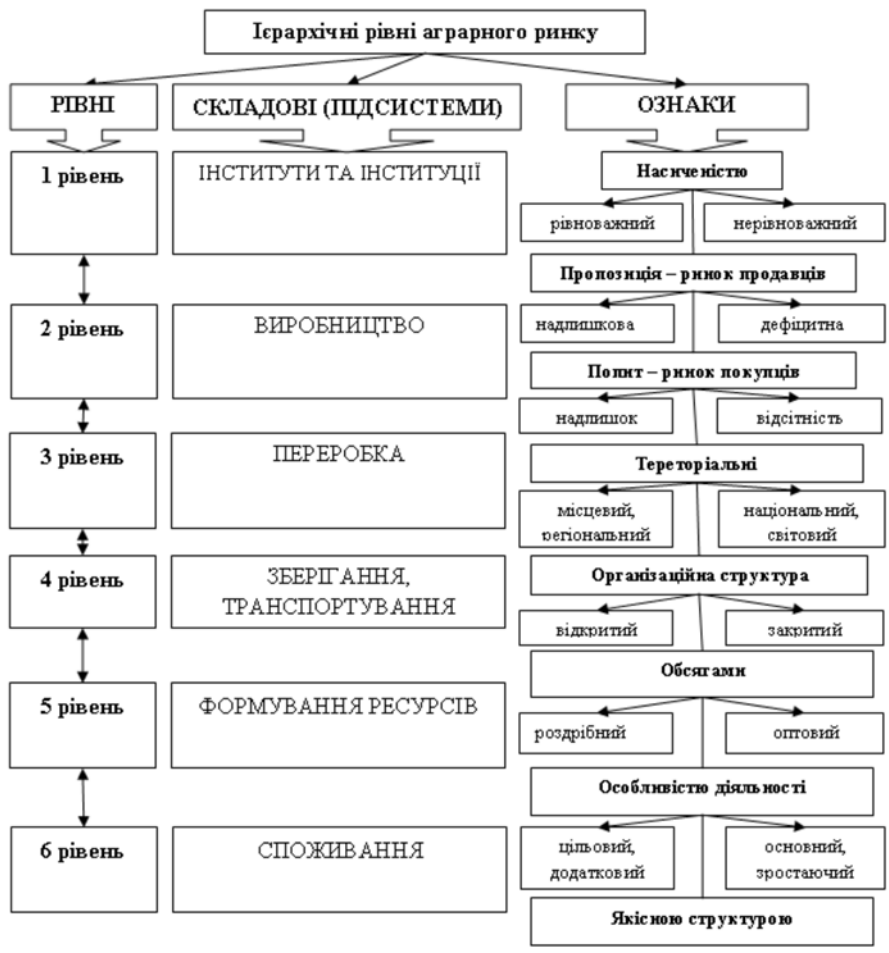 Ієрархічні рівні аграрного ринку
РІВНІ
СКЛАДОВІ (ПІДСИСТЕМИ)
ОЗНАКИ
1 рівень
ІНСТИТУТИ ТА ІНСТИТУЦІЇ
2 рівень
ВИРОБНИЦТВО
3 рівень
ПЕРЕРОБКА
4 рівень
ЗБЕРІГАННЯ,
ТРАНСПОРТУВАННЯ
5 рівень
ФОРМУВАННЯ РЕСУРСІВ
6 рівень
СПОЖИВАННЯ
Насиченістю
рівноважний
нерівноважний
Пропозиція – ринок продавців
надлишкова
дефіцитна
Попит – ринок покупців
надлишок
відсітність
Тереторіальні
місцевий,
регіональний
національний,
світовий
Організаційна структура
відкритий
закритий
Обсягами
роздрібний
оптовий
Особливістю діяльності
цільовий,
додатковий
основний,
зростаючий
Якісною структурою